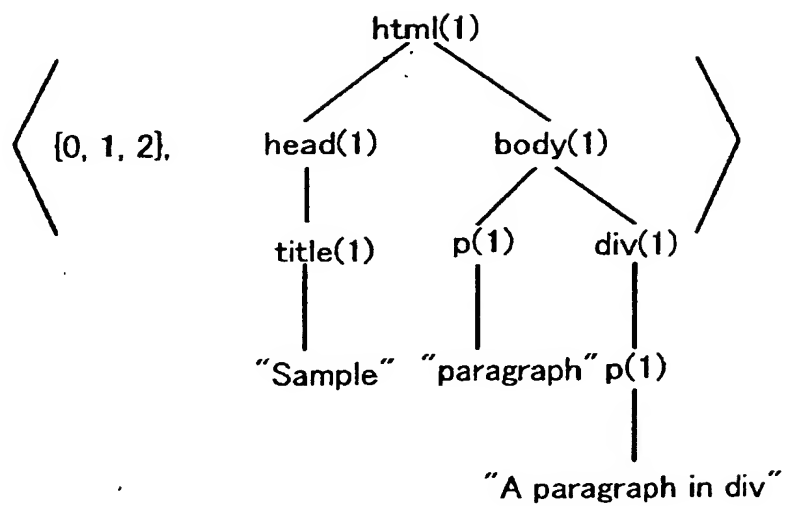 html(1)
{0, 1, 2}, head(1) body(1)
title(1) p(1) div(1)
"Sample" "paragraph" p(1)
"A paragraph in div"